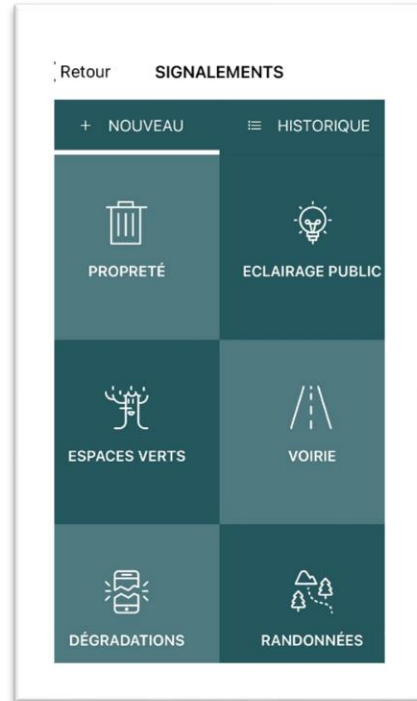 Retour SIGNALEMENTS
+ NOUVEAU HISTORIQUE
PROPRETÉ ECLAIRAGE PUBLIC
ESPACES VERTS VOIRIE
DÉGRADATIONS RANDONNÉES